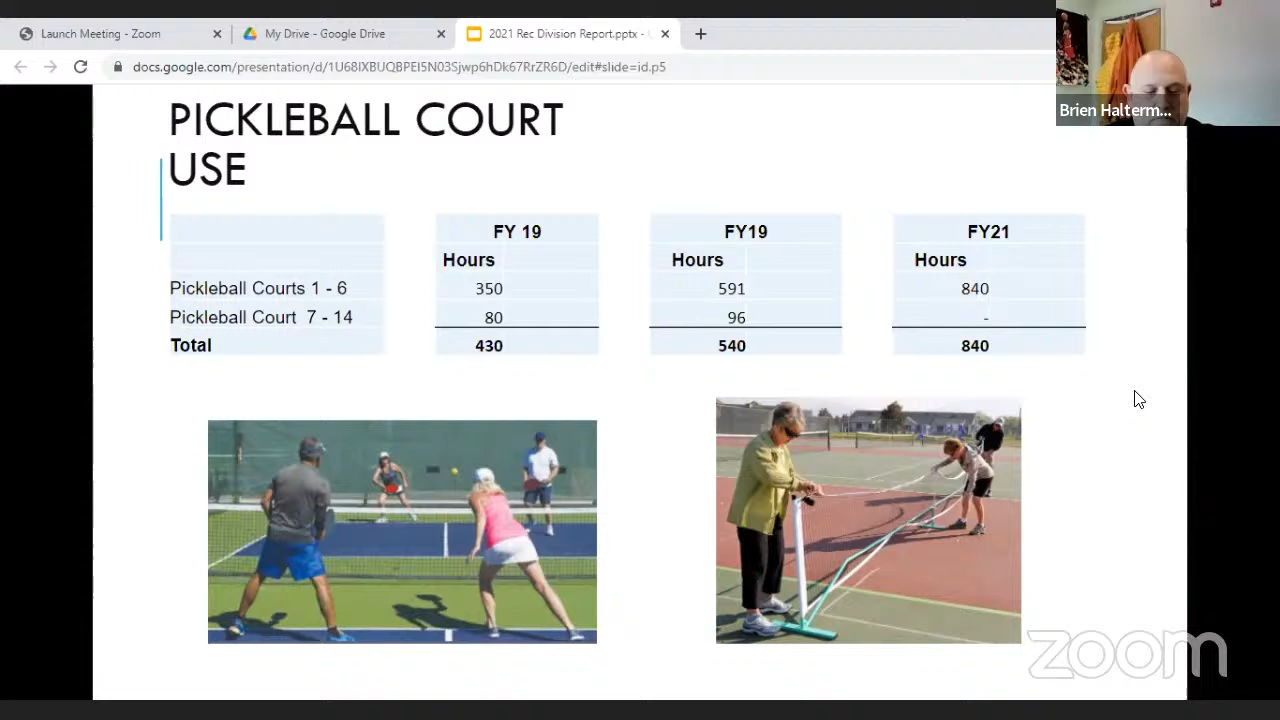 Launch Meeting - Zoom
My Drive - Google Drive
2021 Rec Division Report.pptx -
docs.google.com/presentation/d/1U68iXBUQBPEI5N03Sjwp6hDk67RrZR6D/edit#slide=id.p5
Brien Halterm...
PICKLEBALL COURT
USE
FY 19 FY19 FY21
Hours Hours Hours
Pickleball Courts 1 - 6 350 591 840
Pickleball Court 7 - 14 80 96 -
Total 430 540 840
zoom